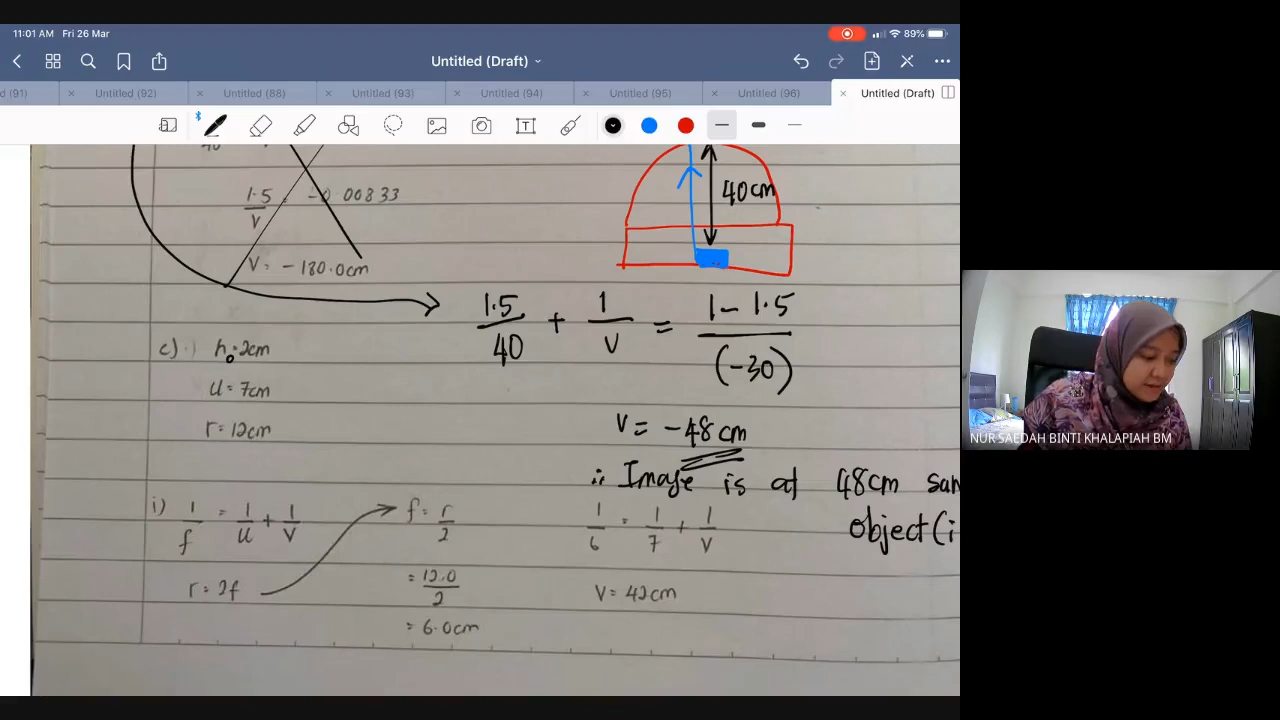 11:01 AM Fri 26 Mar
89%
Untitled (Draft)
d (91)
Untitled (92)
Untitled (88)
Untitled (93)
Untitled (94)
Untitled (95)
Untitled (96)
Untitled (Draft)
40cm
1.5/V = -0.00833
V = -180.0cm
1.5/40 + 1/V = 1 - 1.5/(-30)
c) h₀=2cm
u = 7cm
r = 12cm
V = -48cm
∴ Image is at 48cm
object (i
i) 1/f = 1/u + 1/V
f = r/2
1/6 = 1/7 + 1/V
r = 2f
= 12.0/2
V = 42cm
= 6.0cm
NUR SAEDAH BINTI KHALAPIAH BM